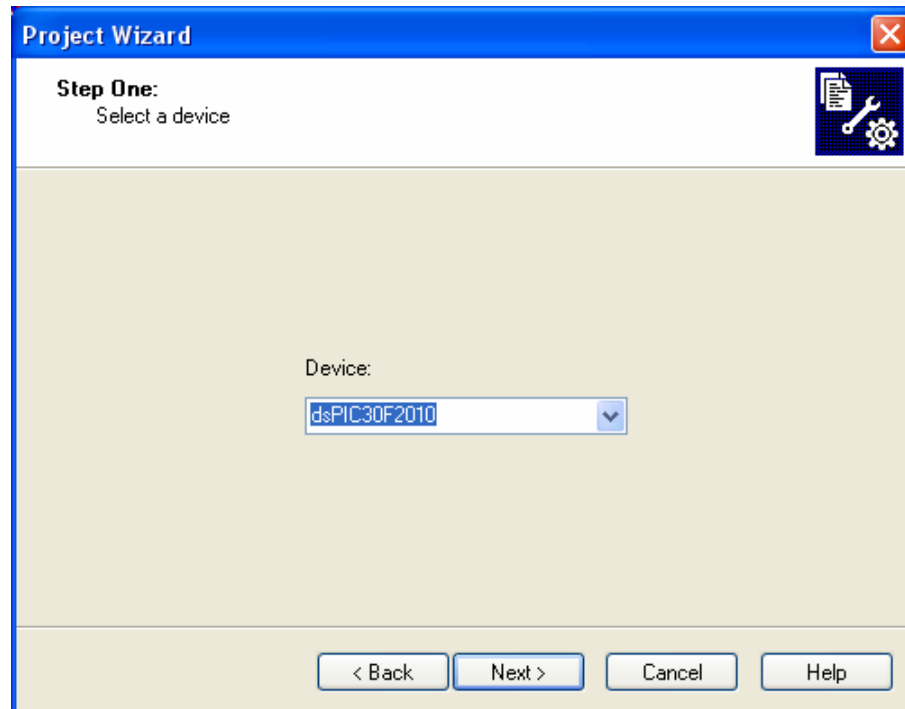 Project Wizard
Step One:
Select a device
Device:
dsPIC30F2010
< Back Next > Cancel Help